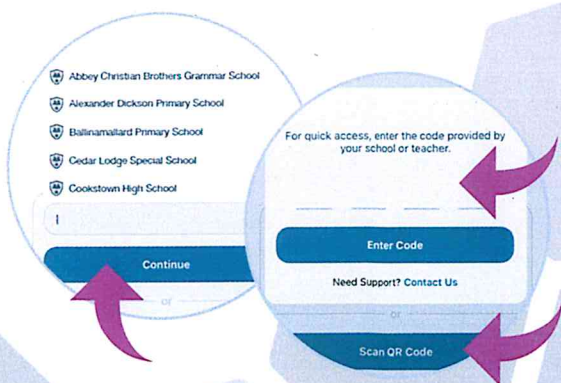 Abbey Christian Brothers Grammar School
Alexander Dickson Primary School
Ballinamallard Primary School
Cedar Lodge Special School
Cookstown High School
Continue
or
For quick access, enter the code provided by
your school or teacher.
Enter Code
Need Support? Contact Us
or
Scan QR Code